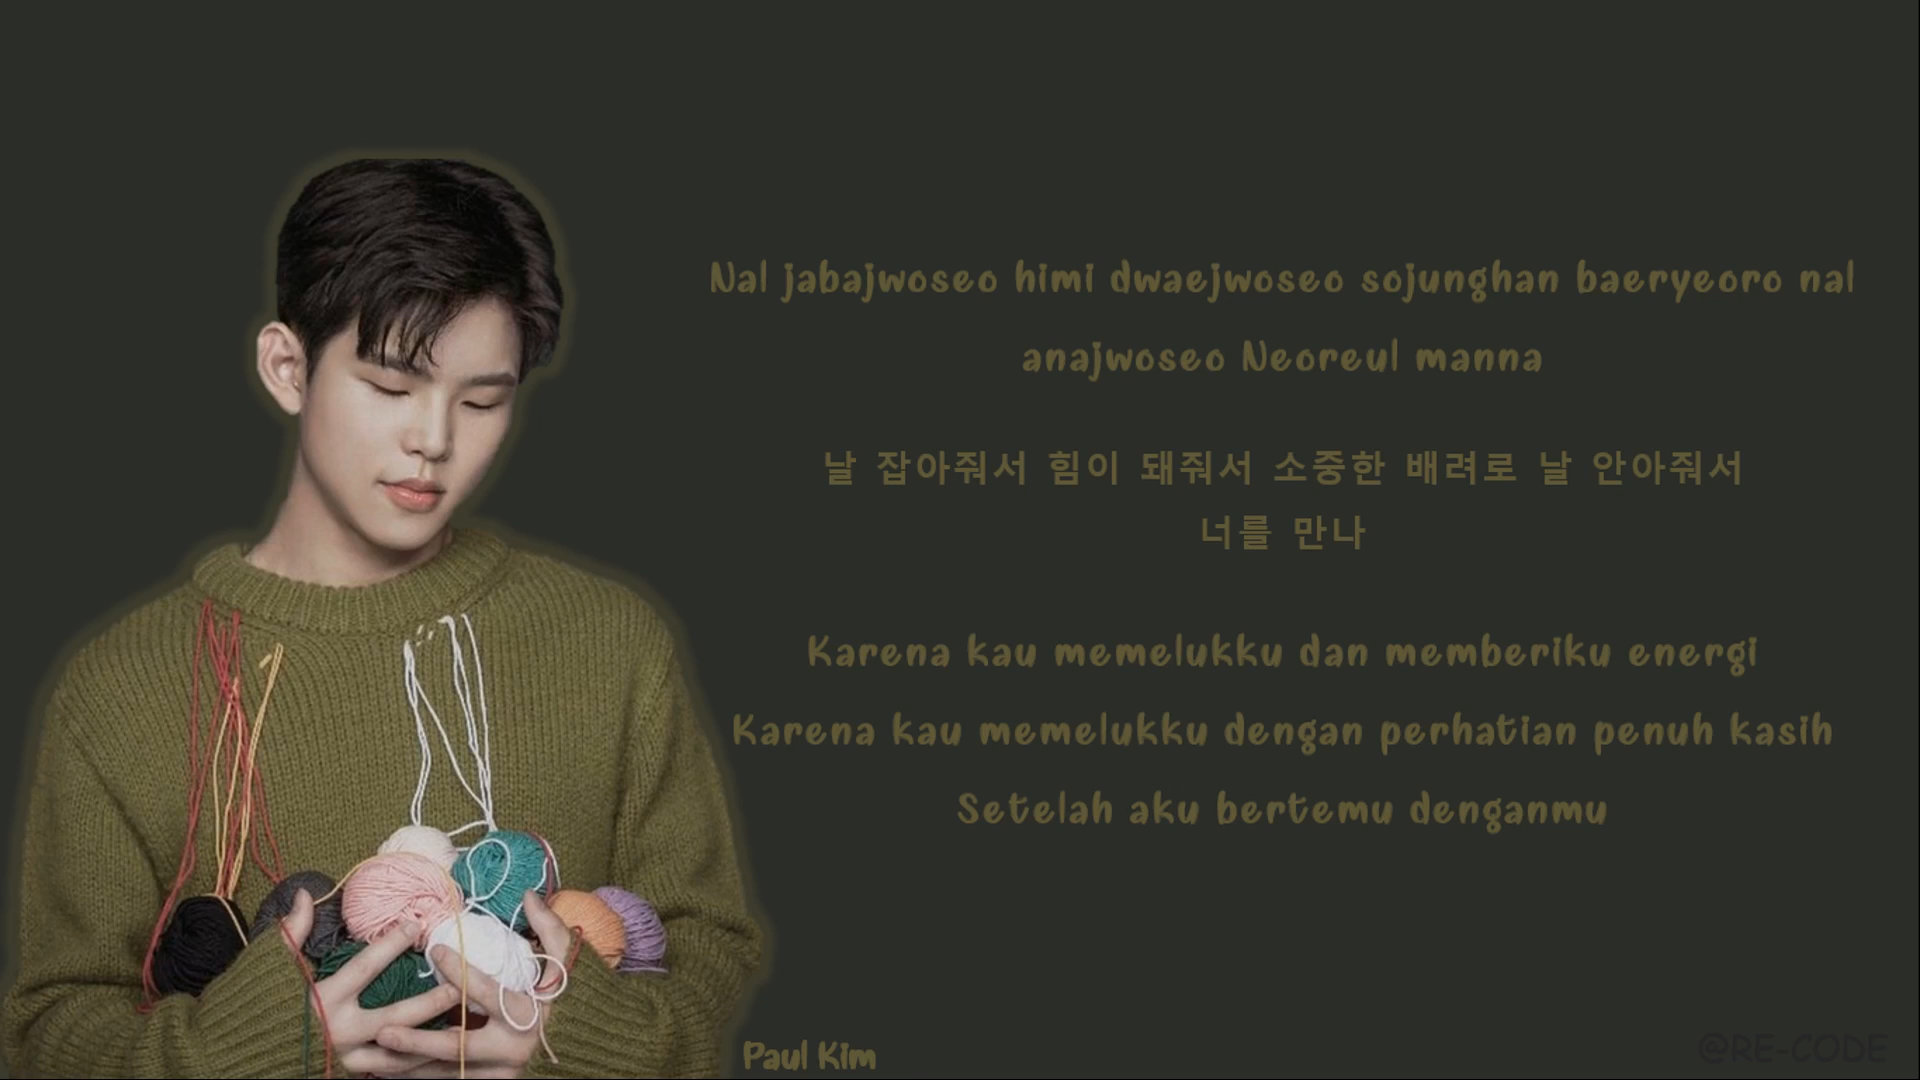 Nal jabajwoseo himi dwaejwoseo sojunghan baeryeoro nal
anajwoseo Neoreul manna
날 잡아줘서 힘이 돼줘서 소중한 배려로 날 안아줘서
너를 만나
Karena kau memelukku dan memberiku energi
Karena kau memelukku dengan perhatian penuh kasih
Setelah aku bertemu denganmu
Paul Kim
@RE-CODE